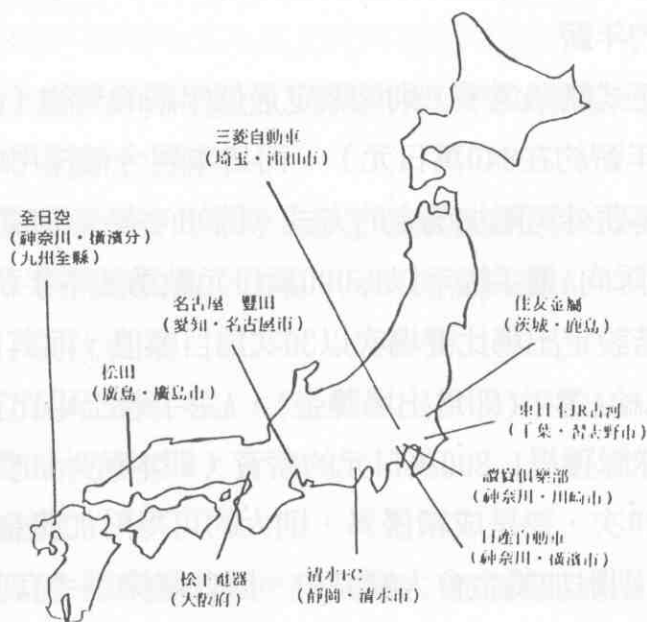 三菱自動車
(埼玉・浦和市)
全日空
(神奈川・横濱分)
(九州全縣)
名古屋 豐田
(愛知・名古屋市)
住友金屬
(茨城・鹿島)
松田
(廣島・廣島市)
東日本JR古河
(千葉・習志野市)
讀賣俱樂部
(神奈川・川崎市)
日產自動車
(神奈川・橫濱市)
松下電器
(大阪府)
清水FC
(靜岡・清水市)